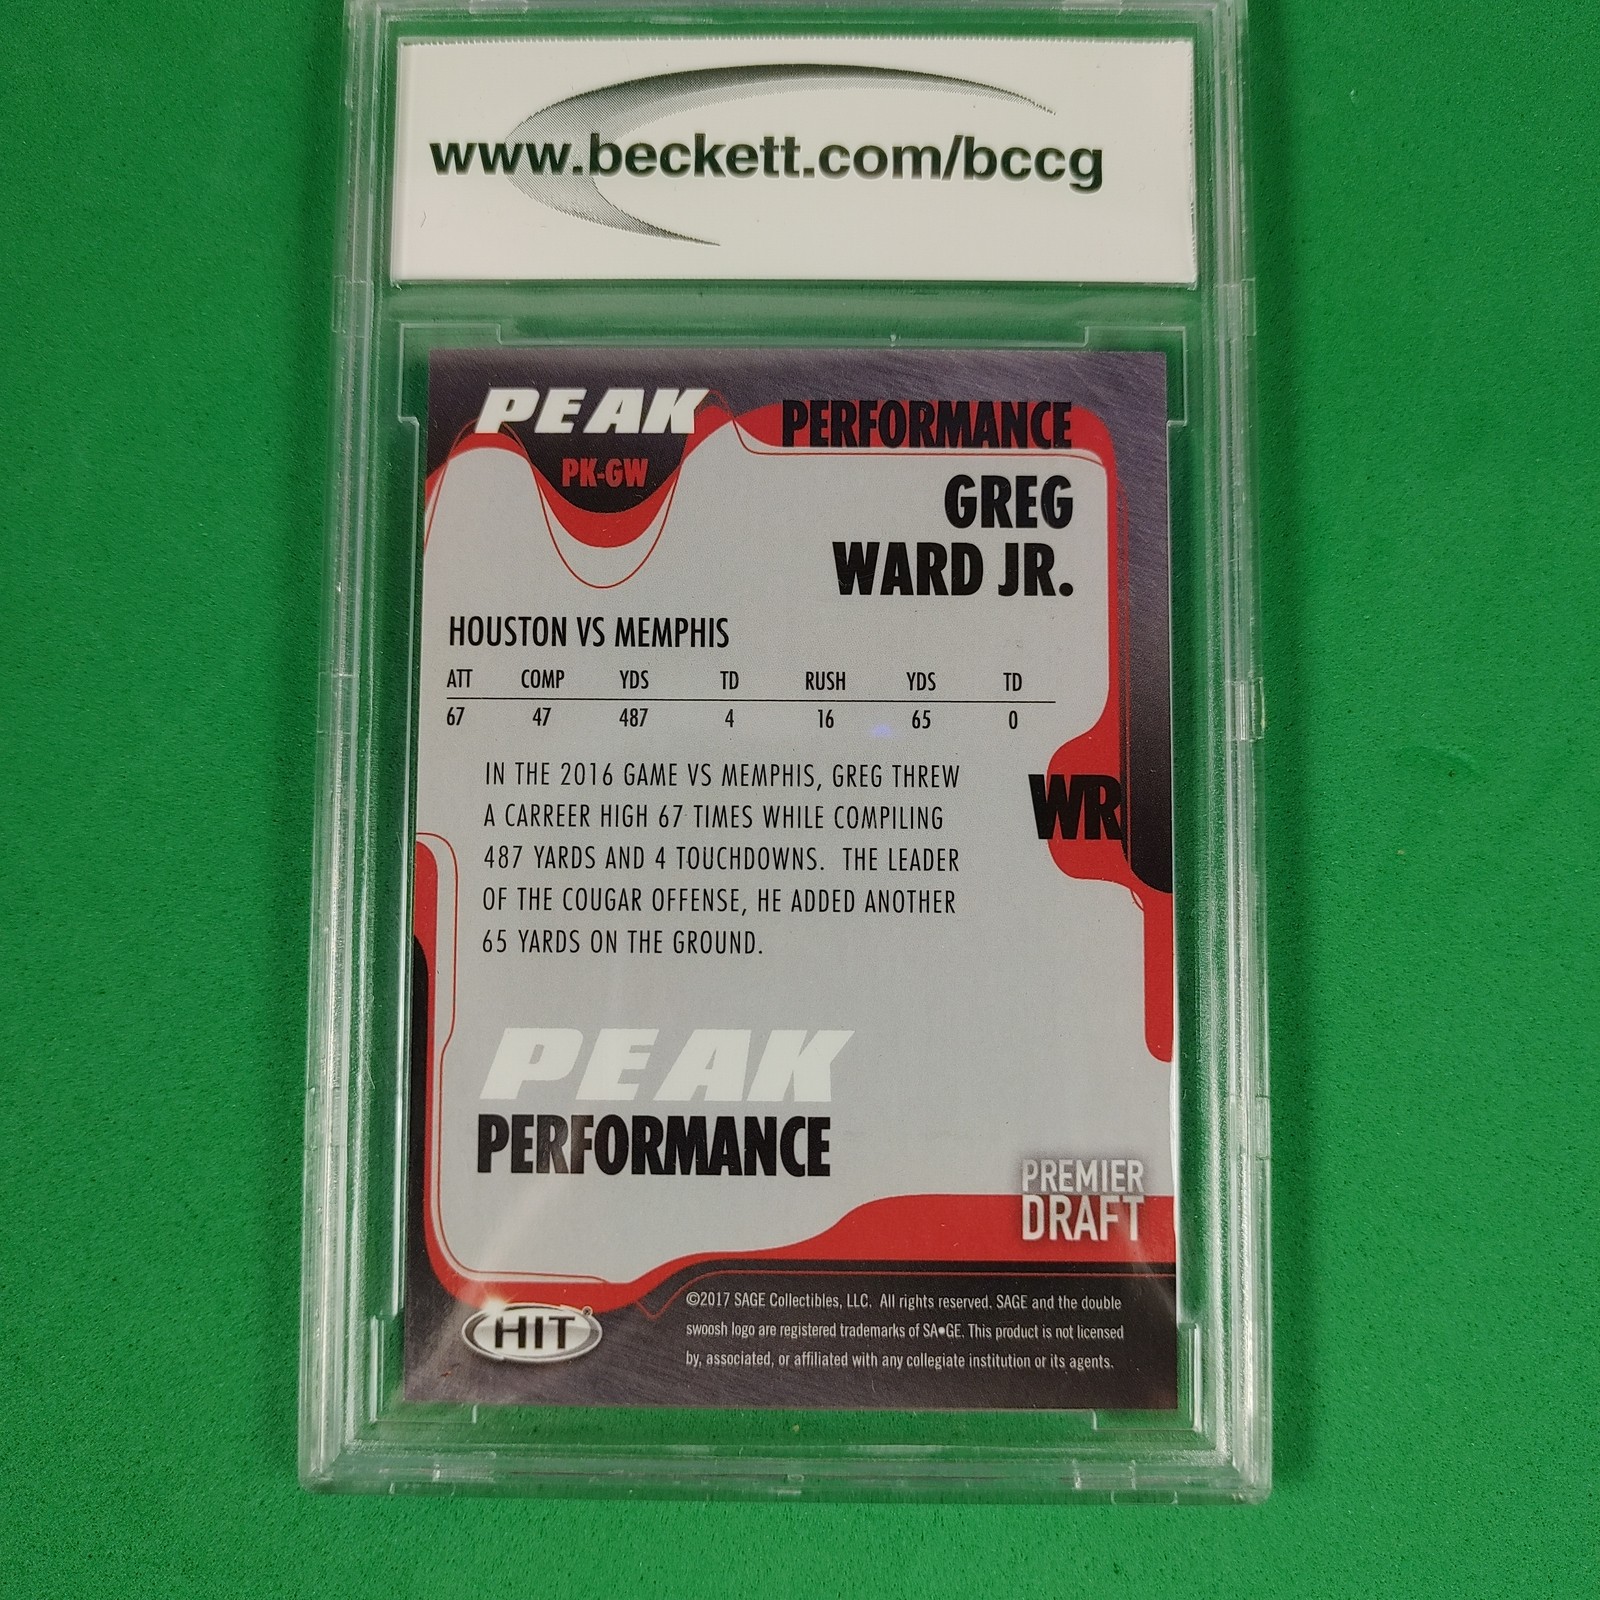 www.beckett.com/bccg
PEAK PERFORMANCE
PK-GW
GREG
WARD JR.
HOUSTON VS MEMPHIS
ATT COMP YDS TD RUSH YDS TD
67 47 487 4 16 65 0
IN THE 2016 GAME VS MEMPHIS, GREG THREW
A CARREER HIGH 67 TIMES WHILE COMPILING
487 YARDS AND 4 TOUCHDOWNS. THE LEADER
OF THE COUGAR OFFENSE, HE ADDED ANOTHER
65 YARDS ON THE GROUND.
WR
PEAK
PERFORMANCE
PREMIER
DRAFT
HIT®
©2017 SAGE Collectibles, LLC. All rights reserved. SAGE and the double
swoosh logo are registered trademarks of SA•GE. This product is not licensed
by, associated, or affiliated with any collegiate institution or its agents.